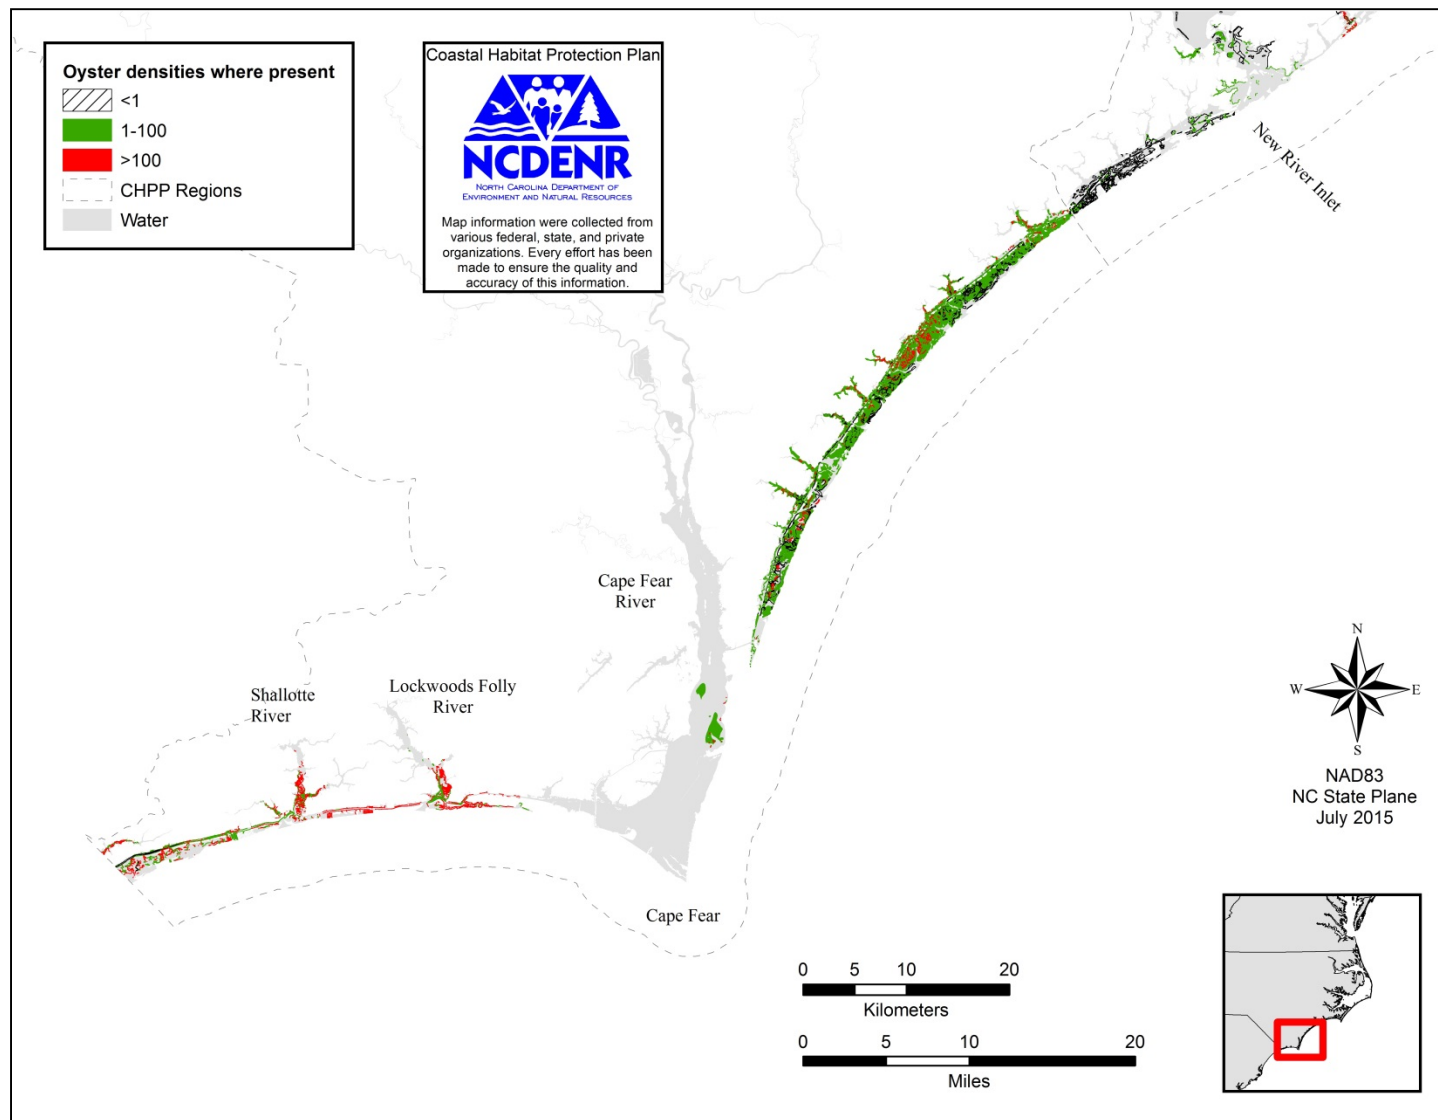 Oyster densities where present
<1
1-100
>100
CHPP Regions
Water
Coastal Habitat Protection Plan
NCDENR
NORTH CAROLINA DEPARTMENT OF
ENVIRONMENT AND NATURAL RESOURCES
Map information were collected from
various federal, state, and private
organizations. Every effort has been
made to ensure the quality and
accuracy of this information.
New River Inlet
Cape Fear
River
Shallotte
River
Lockwoods Folly
River
Cape Fear
N
W E
S
NAD83
NC State Plane
July 2015
0 5 10 20
Kilometers
0 5 10 20
Miles